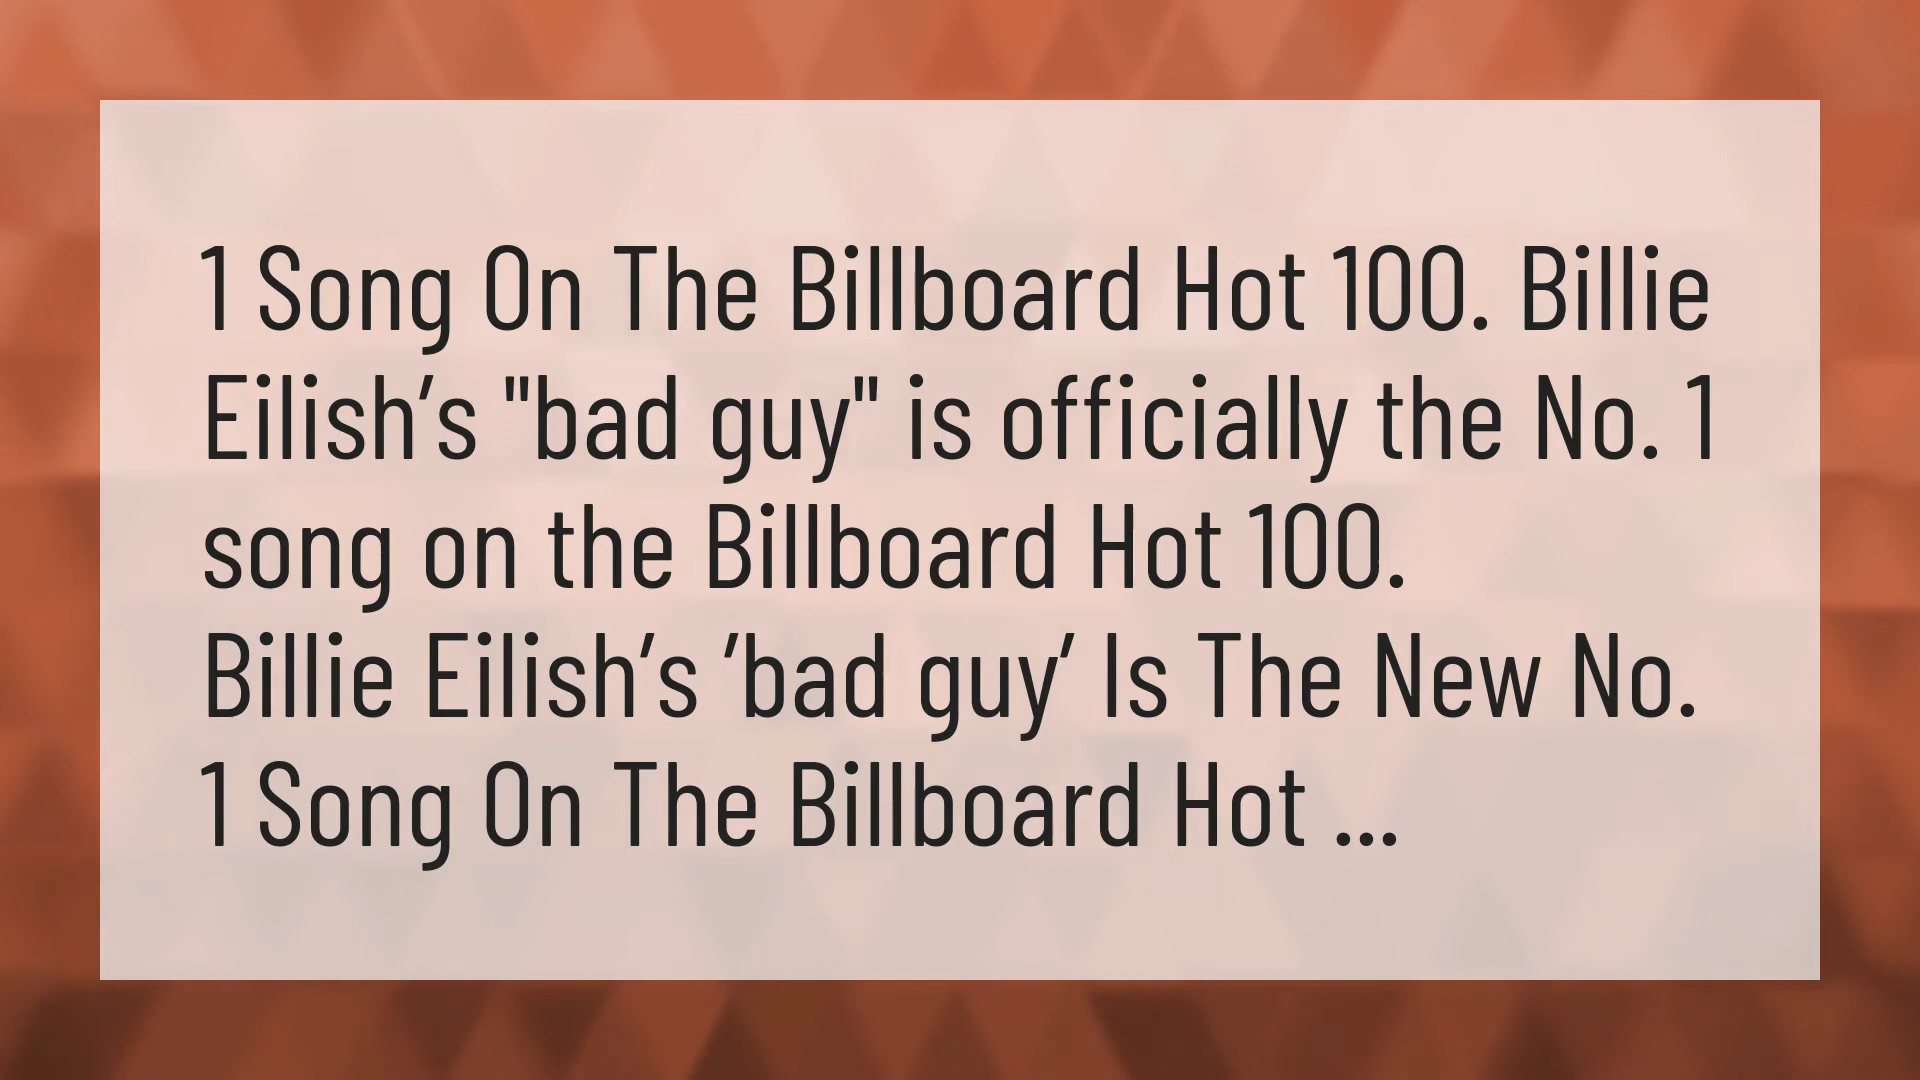 1 Song On The Billboard Hot 100. Billie
Eilish’s "bad guy" is officially the No. 1
song on the Billboard Hot 100.
Billie Eilish’s ’bad guy’ Is The New No.
1 Song On The Billboard Hot ...